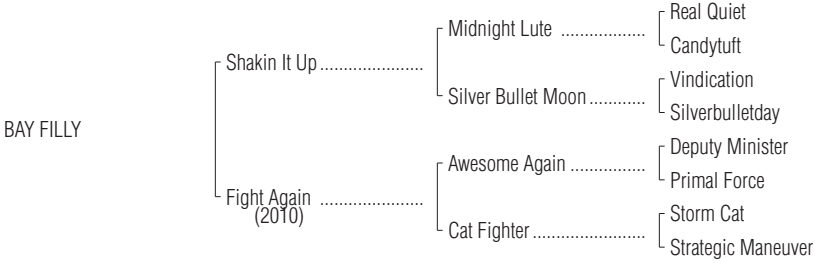 Real Quiet
Midnight Lute ...................
Candytuft
Shakin It Up.......................
Vindication
Silver Bullet Moon............
Silverbulletday
BAY FILLY
Deputy Minister
Awesome Again .................
Primal Force
Fight Again .......................
(2010)
Storm Cat
Cat Fighter.........................
Strategic Maneuver